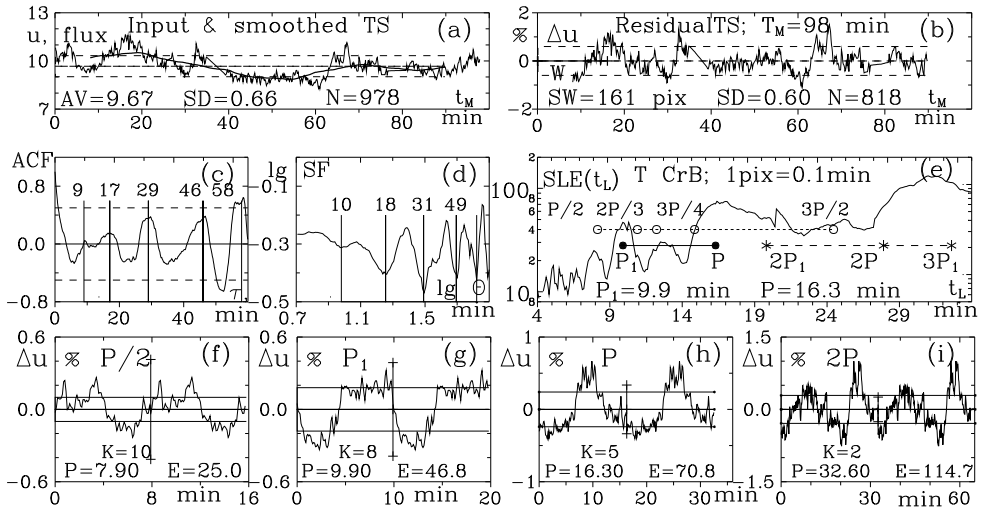 11
u, flux
Input & smoothed TS
(a)
10
AV=9.67 SD=0.66 N=978 t_M
7
0 20 40 60 80 min
2
% Δu
ResidualTS; T_M=98 min
(b)
0
W
SW=161 pix SD=0.60 N=818 t_M
-2
0 20 40 60 80 min
ACF
(c)
0.8
9 17 29 46 58
0.0
-0.8
τ
0 20 40 min
lg SF
(d)
-0.1
10 18 31 49
-0.3
-0.5
lg Θ
0.7 1.1 1.5 min
2
(e)
SLE(t_L) T CrB; 1pix=0.1min
100
8
6
P/2 2P/3 3P/4 3P/2
4
P_1 P 2P_1 2P 3P_1
2
P_1=9.9 min P=16.3 min t_L
10
8
4 9 14 19 24 29 min
0.6
Δu % P/2 (f)
0.0
K=10
P=7.90 E=25.0
-0.6
0 8 16
min
0.6
Δu % P_1 (g)
0.0
K=8
P=9.90 E=46.8
-0.6
0 10 20
min
1
Δu % P (h)
0
K=5
P=16.30 E=70.8
-1
0 10 20 30 min
1.5
Δu % 2P (i)
0.0
K=2
P=32.60 E=114.7
-1.5
0 30 60
min